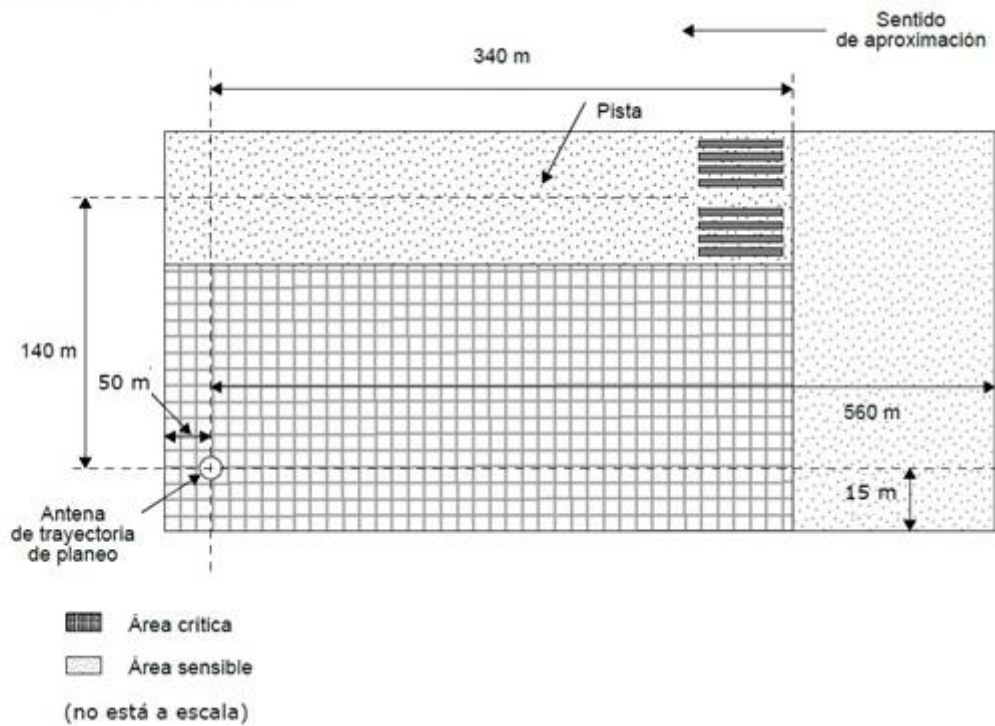 Sentido
de aproximación
340 m
Pista
140 m
50 m
560 m
15 m
Antena
de trayectoria
de planeo
Área crítica
Área sensible
(no está a escala)